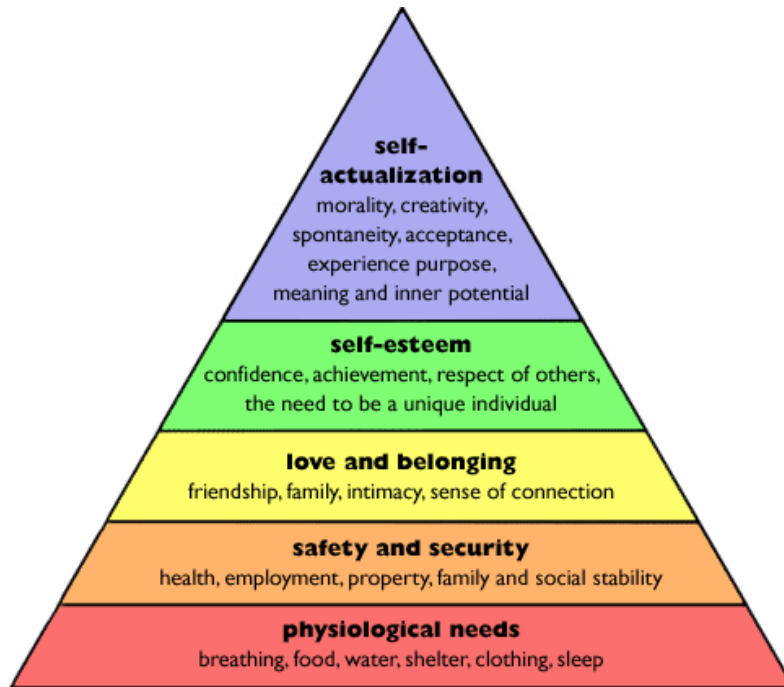 self-
actualization
morality, creativity,
spontaneity, acceptance,
experience purpose,
meaning and inner potential
self-esteem
confidence, achievement, respect of others,
the need to be a unique individual
love and belonging
friendship, family, intimacy, sense of connection
safety and security
health, employment, property, family and social stability
physiological needs
breathing, food, water, shelter, clothing, sleep